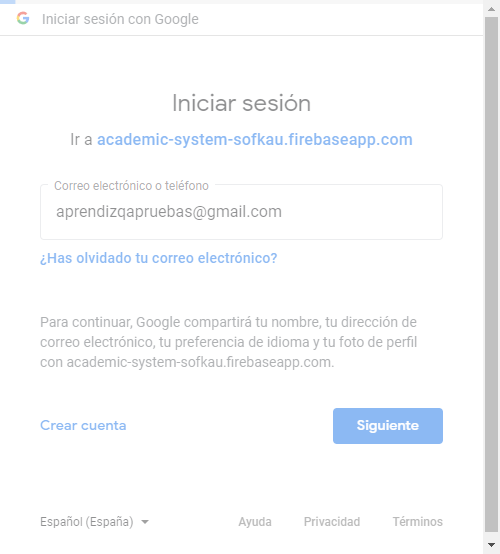 Iniciar sesión con Google
Iniciar sesión
Ir a academic-system-sofkau.firebaseapp.com
Correo electrónico o teléfono
aprendizqapruebas@gmail.com
¿Has olvidado tu correo electrónico?
Para continuar, Google compartirá tu nombre, tu dirección de
correo electrónico, tu preferencia de idioma y tu foto de perfil
con academic-system-sofkau.firebaseapp.com.
Crear cuenta Siguiente
Español (España) Ayuda Privacidad Términos